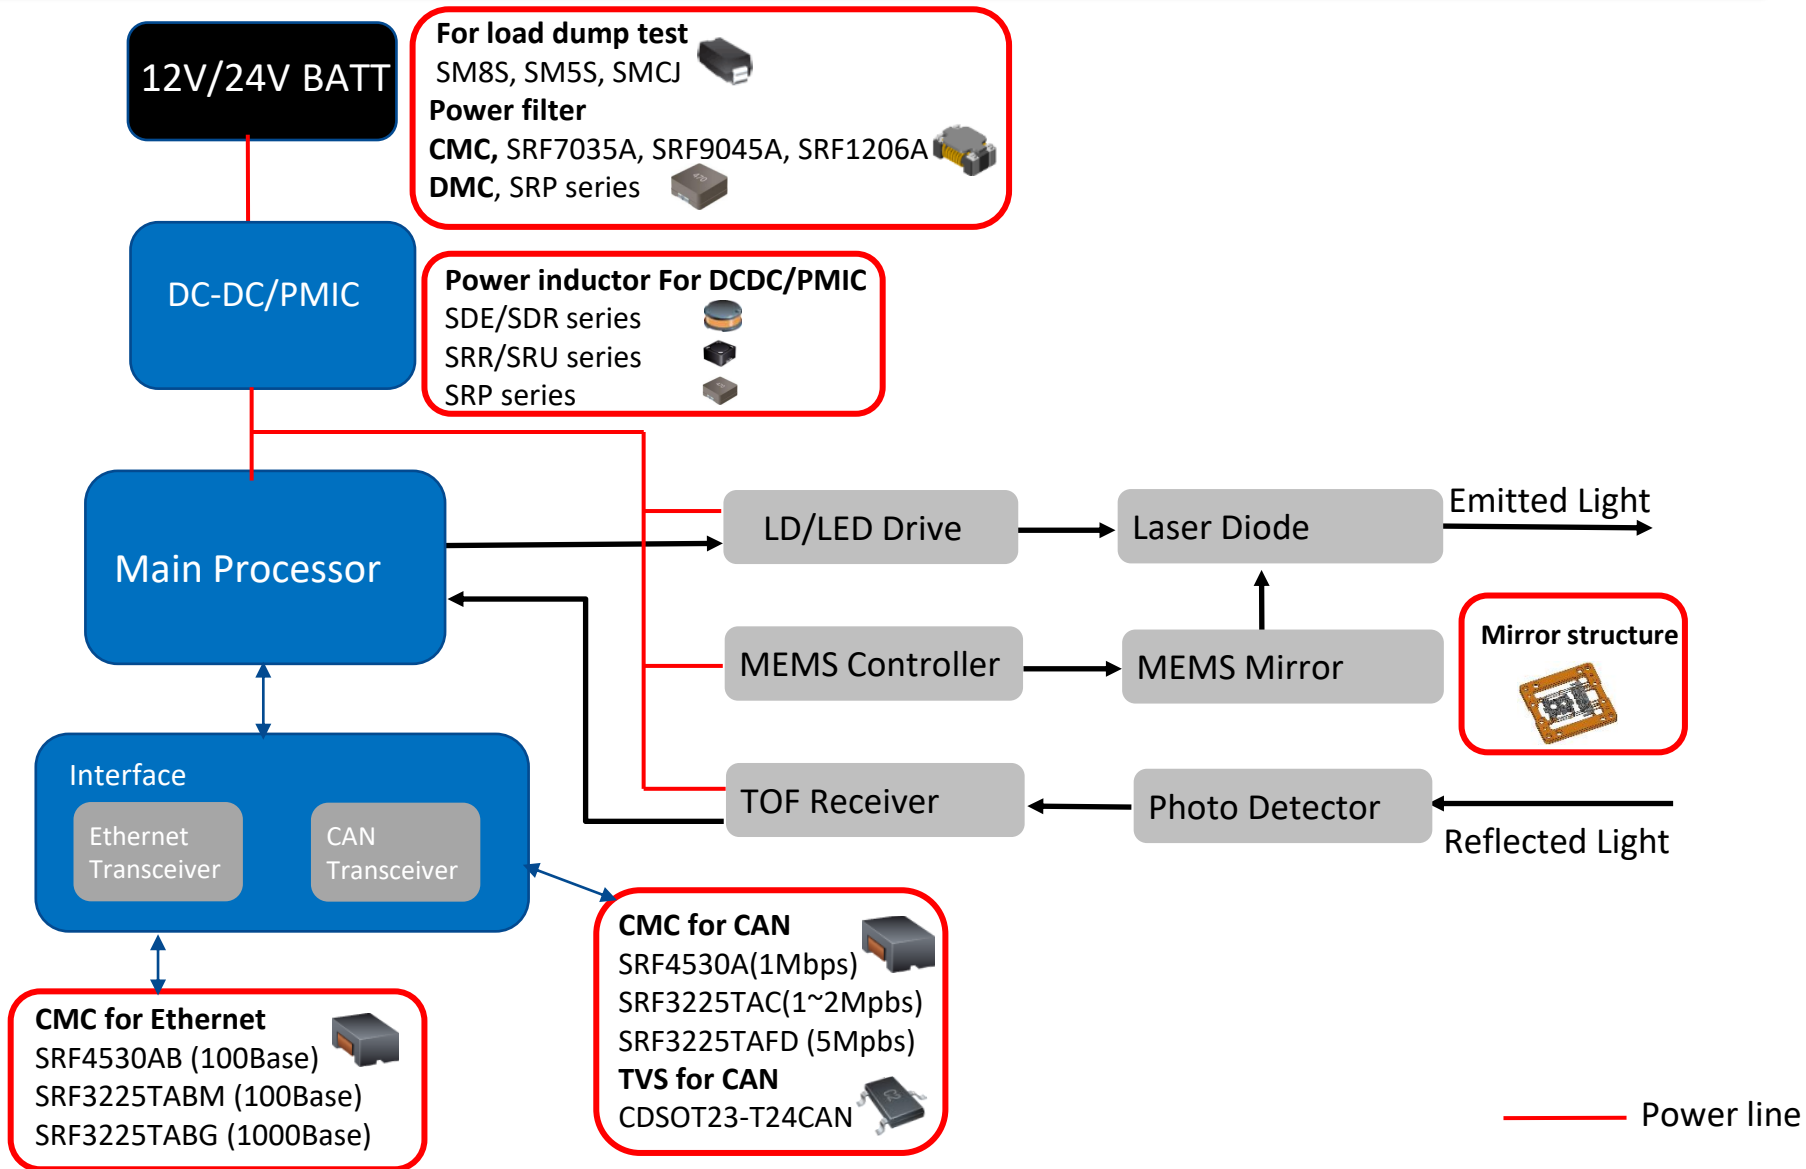 12V/24V BATT
For load dump test
SM8S, SM5S, SMCJ
Power filter
CMC, SRF7035A, SRF9045A, SRF1206A
DMC, SRP series
470
DC-DC/PMIC
Power inductor For DCDC/PMIC
SDE/SDR series
SRR/SRU series
SRP series
Main Processor
LD/LED Drive
Laser Diode
Emitted Light
MEMS Controller
MEMS Mirror
Mirror structure
Interface
Ethernet
Transceiver
CAN
Transceiver
TOF Receiver
Photo Detector
Reflected Light
CMC for CAN
SRF4530A(1Mbps)
SRF3225TAC(1~2Mpbs)
SRF3225TAFD (5Mpbs)
TVS for CAN
CDSOT23-T24CAN
CMC for Ethernet
SRF4530AB (100Base)
SRF3225TABM (100Base)
SRF3225TABG (1000Base)
Power line